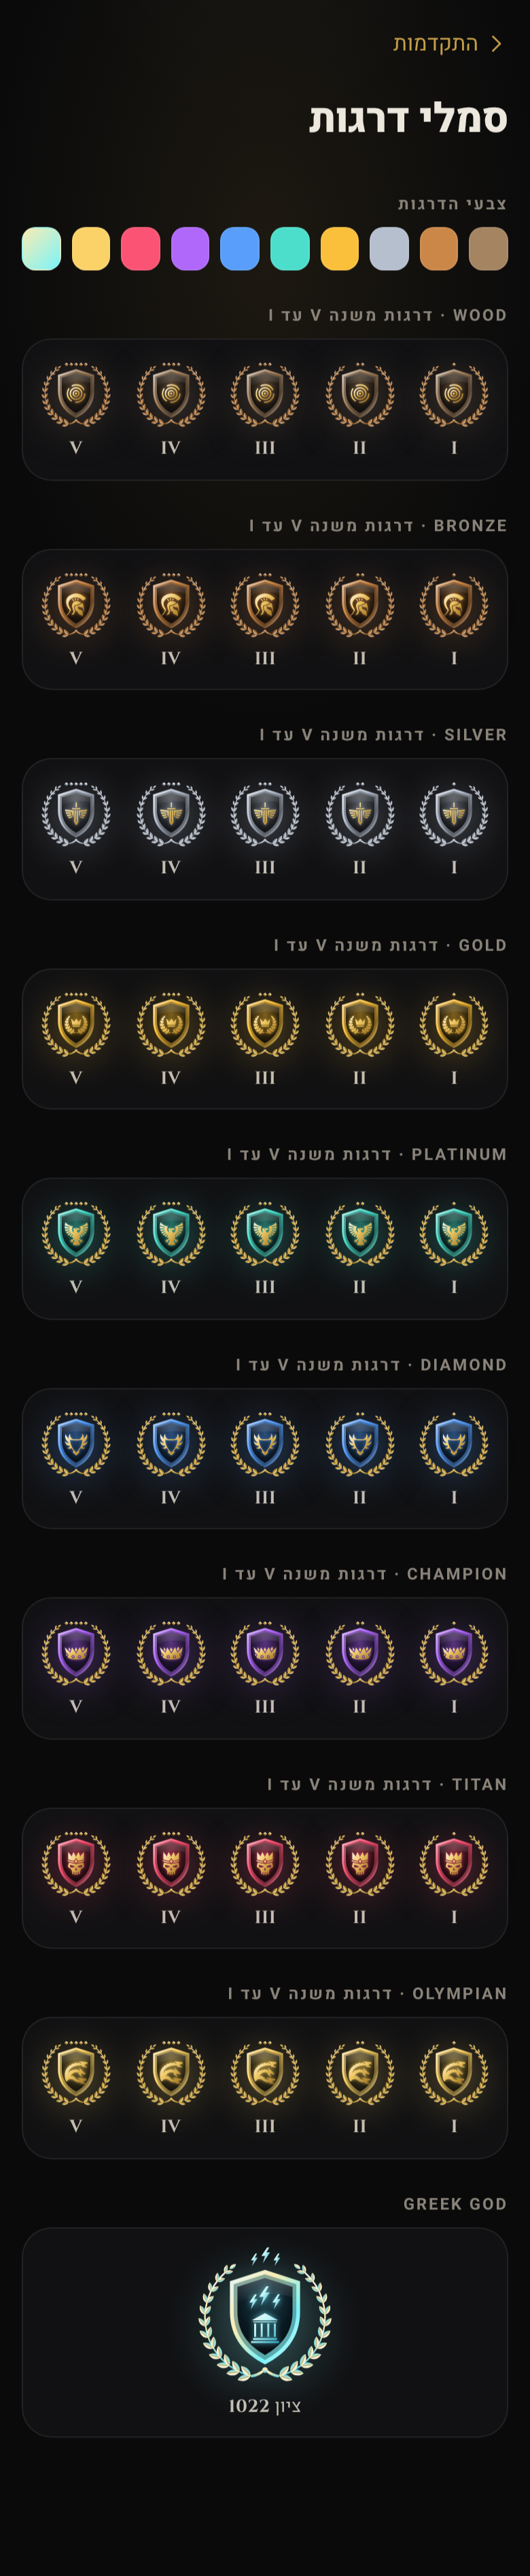 התקדמות
סמלי דרגות
צבעי הדרגות
WOOD · דרגות משנה V עד I
I II III IV V
BRONZE · דרגות משנה V עד I
I II III IV V
SILVER · דרגות משנה V עד I
I II III IV V
GOLD · דרגות משנה V עד I
I II III IV V
PLATINUM · דרגות משנה V עד I
I II III IV V
DIAMOND · דרגות משנה V עד I
I II III IV V
CHAMPION · דרגות משנה V עד I
I II III IV V
TITAN · דרגות משנה V עד I
I II III IV V
OLYMPIAN · דרגות משנה V עד I
I II III IV V
GREEK GOD
ציון 1022